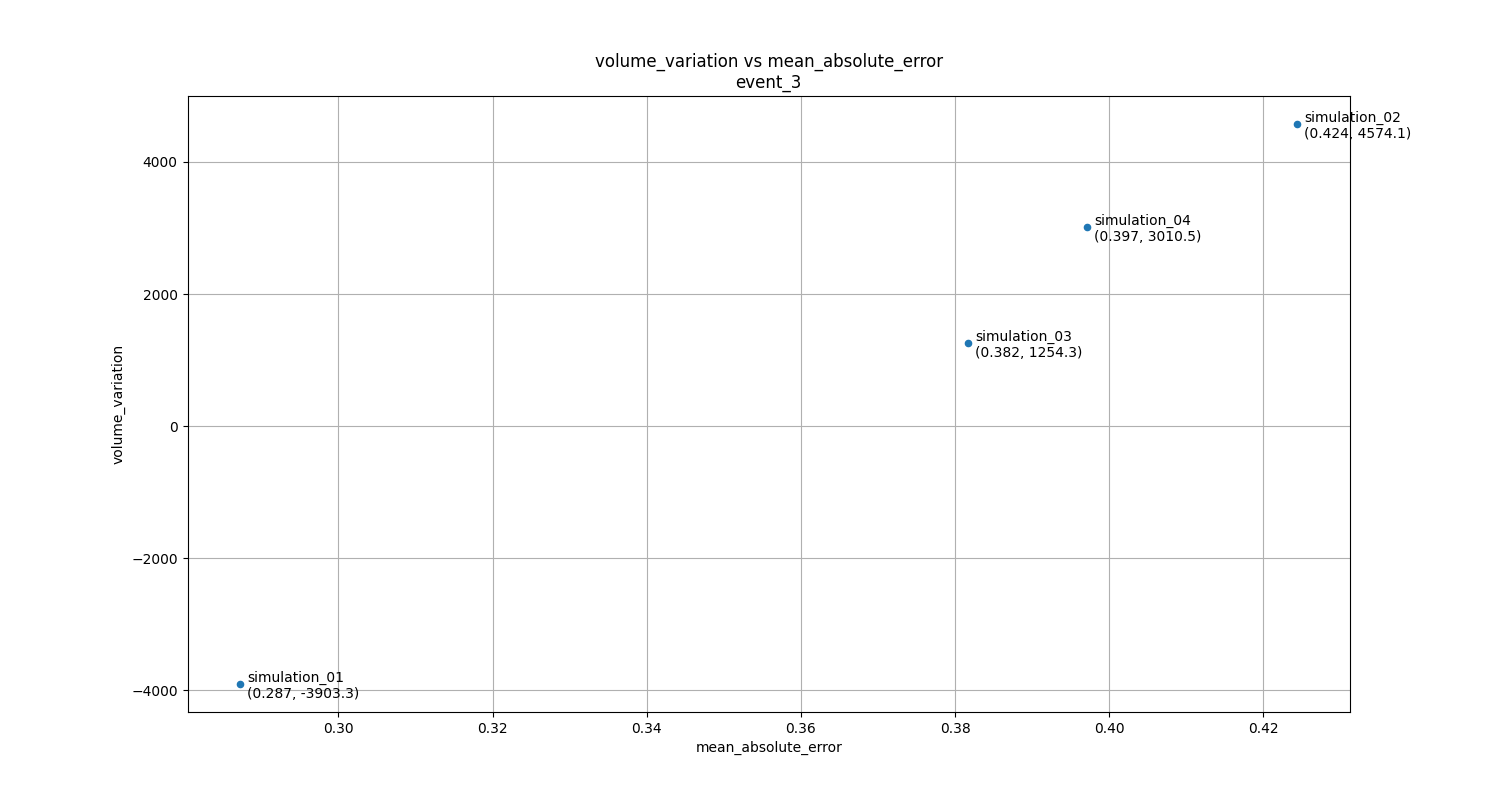 volume_variation vs mean_absolute_error
event_3
simulation_02
(0.424, 4574.1)
4000
simulation_04
(0.397, 3010.5)
2000
simulation_03
(0.382, 1254.3)
volume_variation
0
−2000
simulation_01
(0.287, -3903.3)
−4000
0.30 0.32 0.34 0.36 0.38 0.40 0.42
mean_absolute_error